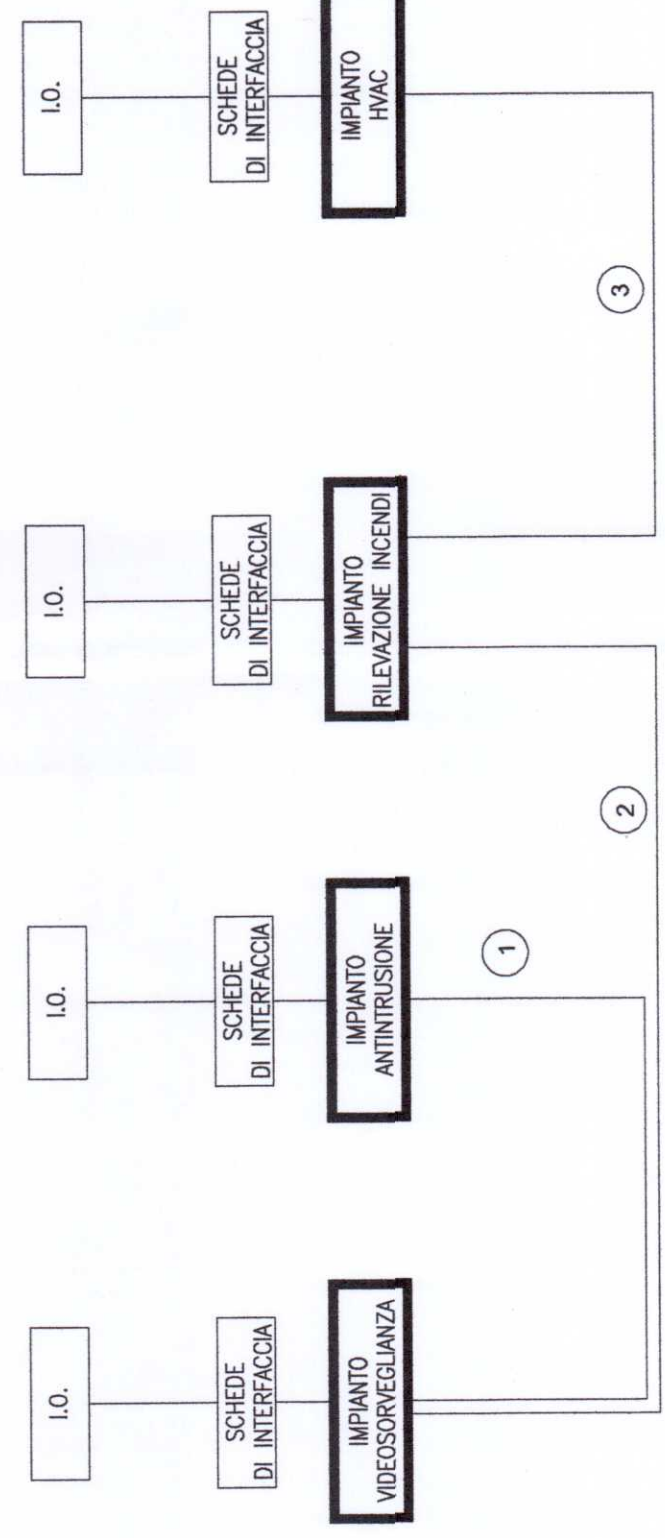 I.O.
I.O.
I.O.
I.O.
SCHEDE
DI INTERFACCIA
SCHEDE
DI INTERFACCIA
SCHEDE
DI INTERFACCIA
SCHEDE
DI INTERFACCIA
IMPIANTO
VIDEOSORVEGLIANZA
IMPIANTO
ANTINTRUSIONE
IMPIANTO
RILEVAZIONE INCENDI
IMPIANTO
HVAC
1
2
3